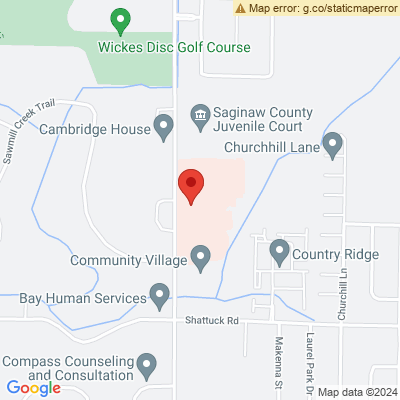 Map error: g.co/staticmaperror
Wickes Disc Golf Course
Sawmill Creek Trail
Saginaw County
Juvenile Court
Cambridge House
Churchhill Lane
Community Village
Country Ridge
Bay Human Services
Churchill Ln
Shattuck Rd
Makenna St
Laurel Park Dr
Compass Counseling
and Consultation
Google
Map data ©2024